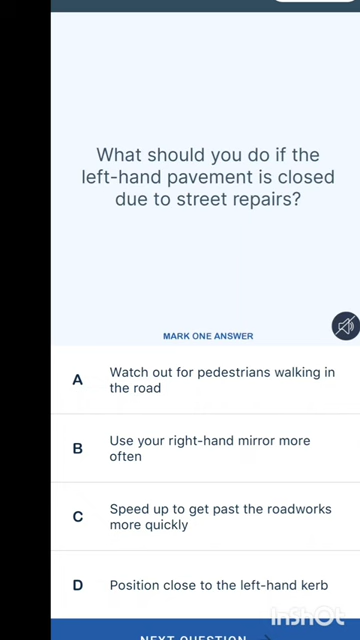 What should you do if the
left-hand pavement is closed
due to street repairs?
MARK ONE ANSWER
A
Watch out for pedestrians walking in
the road
B
Use your right-hand mirror more
often
C
Speed up to get past the roadworks
more quickly
D
Position close to the left-hand kerb
InShOt
NEXT QUESTION